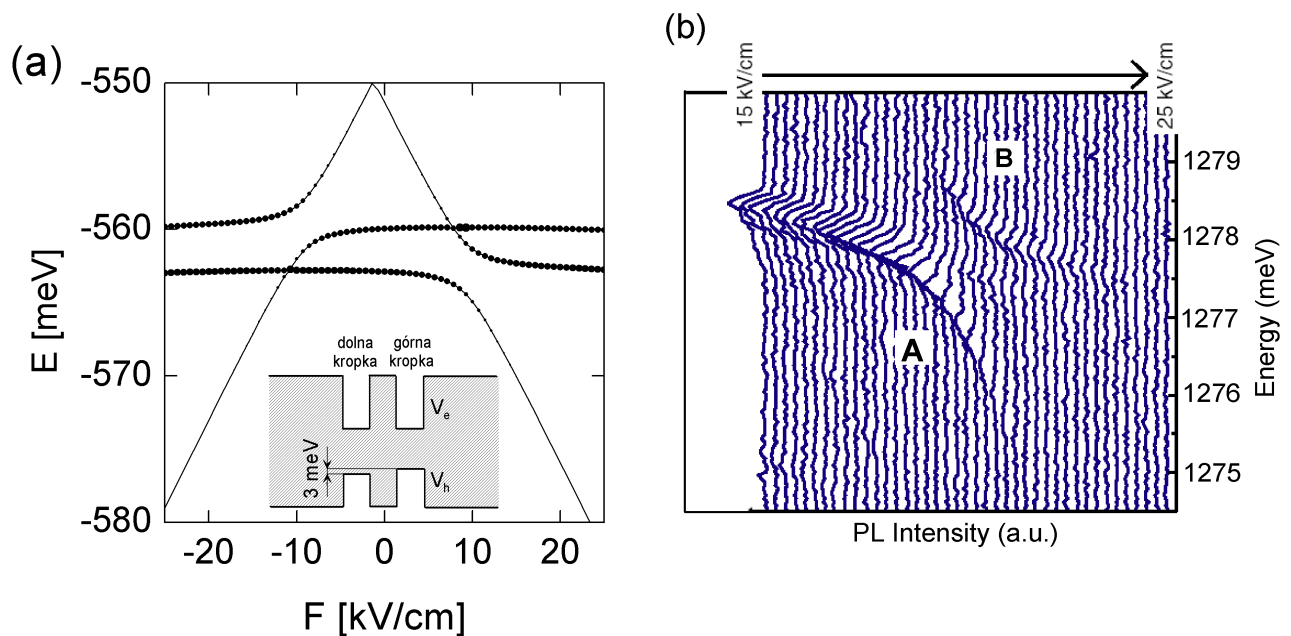 (a)
-550
-560
-570
-580
E [meV]
-20 -10 0 10 20
F [kV/cm]
dolna
kropka
górna
kropka
Ve
Vh
3 meV
(b)
15 kV/cm
25 kV/cm
B
A
1279
1278
1277
1276
1275
Energy (meV)
PL Intensity (a.u.)